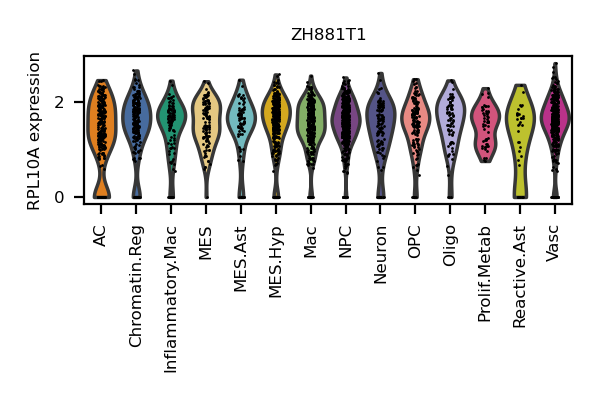 ZH881T1
RPL10A expression
2
0
AC
Chromatin.Reg
Inflammatory.Mac
MES
MES.Ast
MES.Hyp
Mac
NPC
Neuron
OPC
Oligo
Prolif.Metab
Reactive.Ast
Vasc